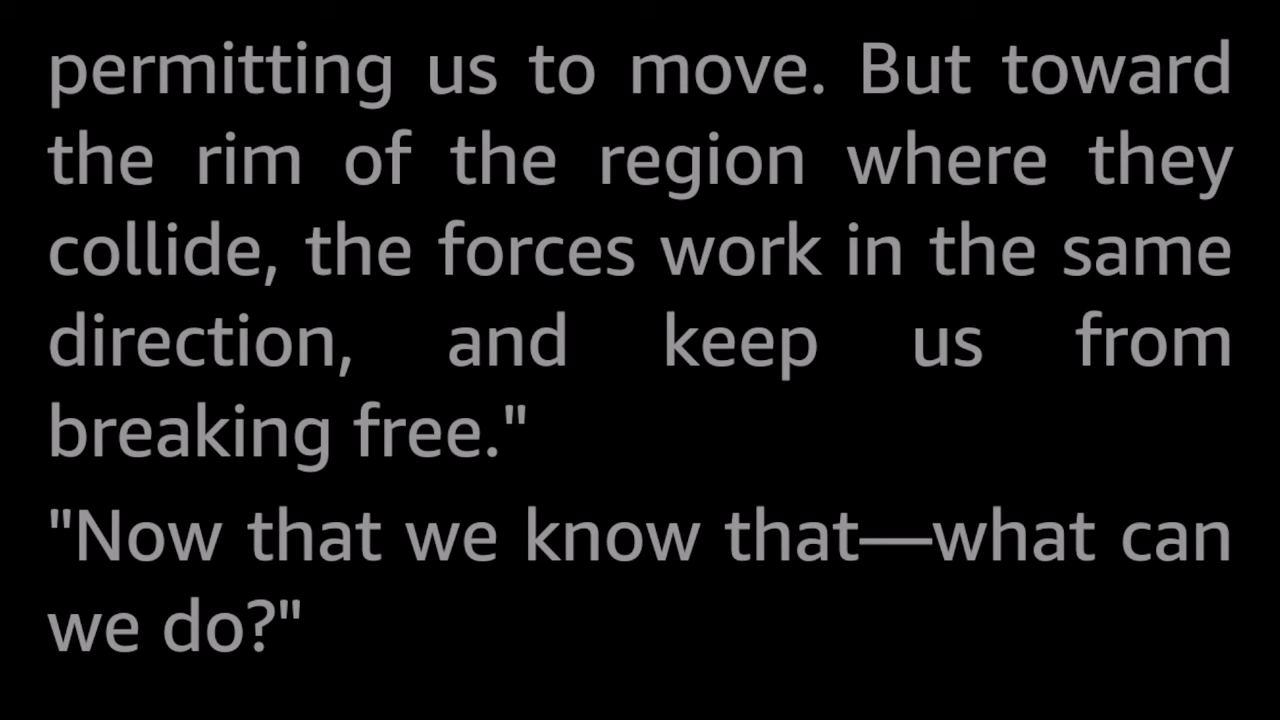 permitting us to move. But toward
the rim of the region where they
collide, the forces work in the same
direction, and keep us from
breaking free."
"Now that we know that—what can
we do?"